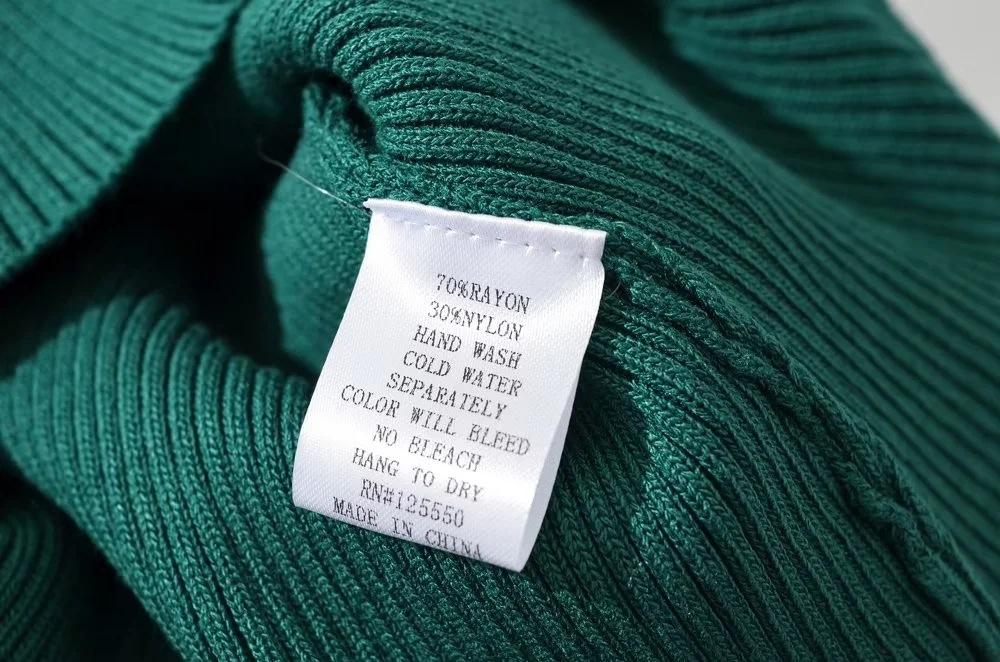 70%RAYON
30%NYLON
HAND WASH
COLD WATER
SEPARATELY
COLOR WILL BLEED
NO BLEACH
HANG TO DRY
RN#125550
MADE IN CHINA